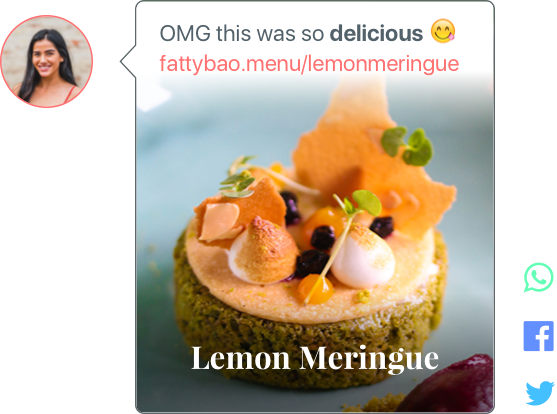 OMG this was so delicious 😋
fattybao.menu/lemonmeringue
Lemon Meringue